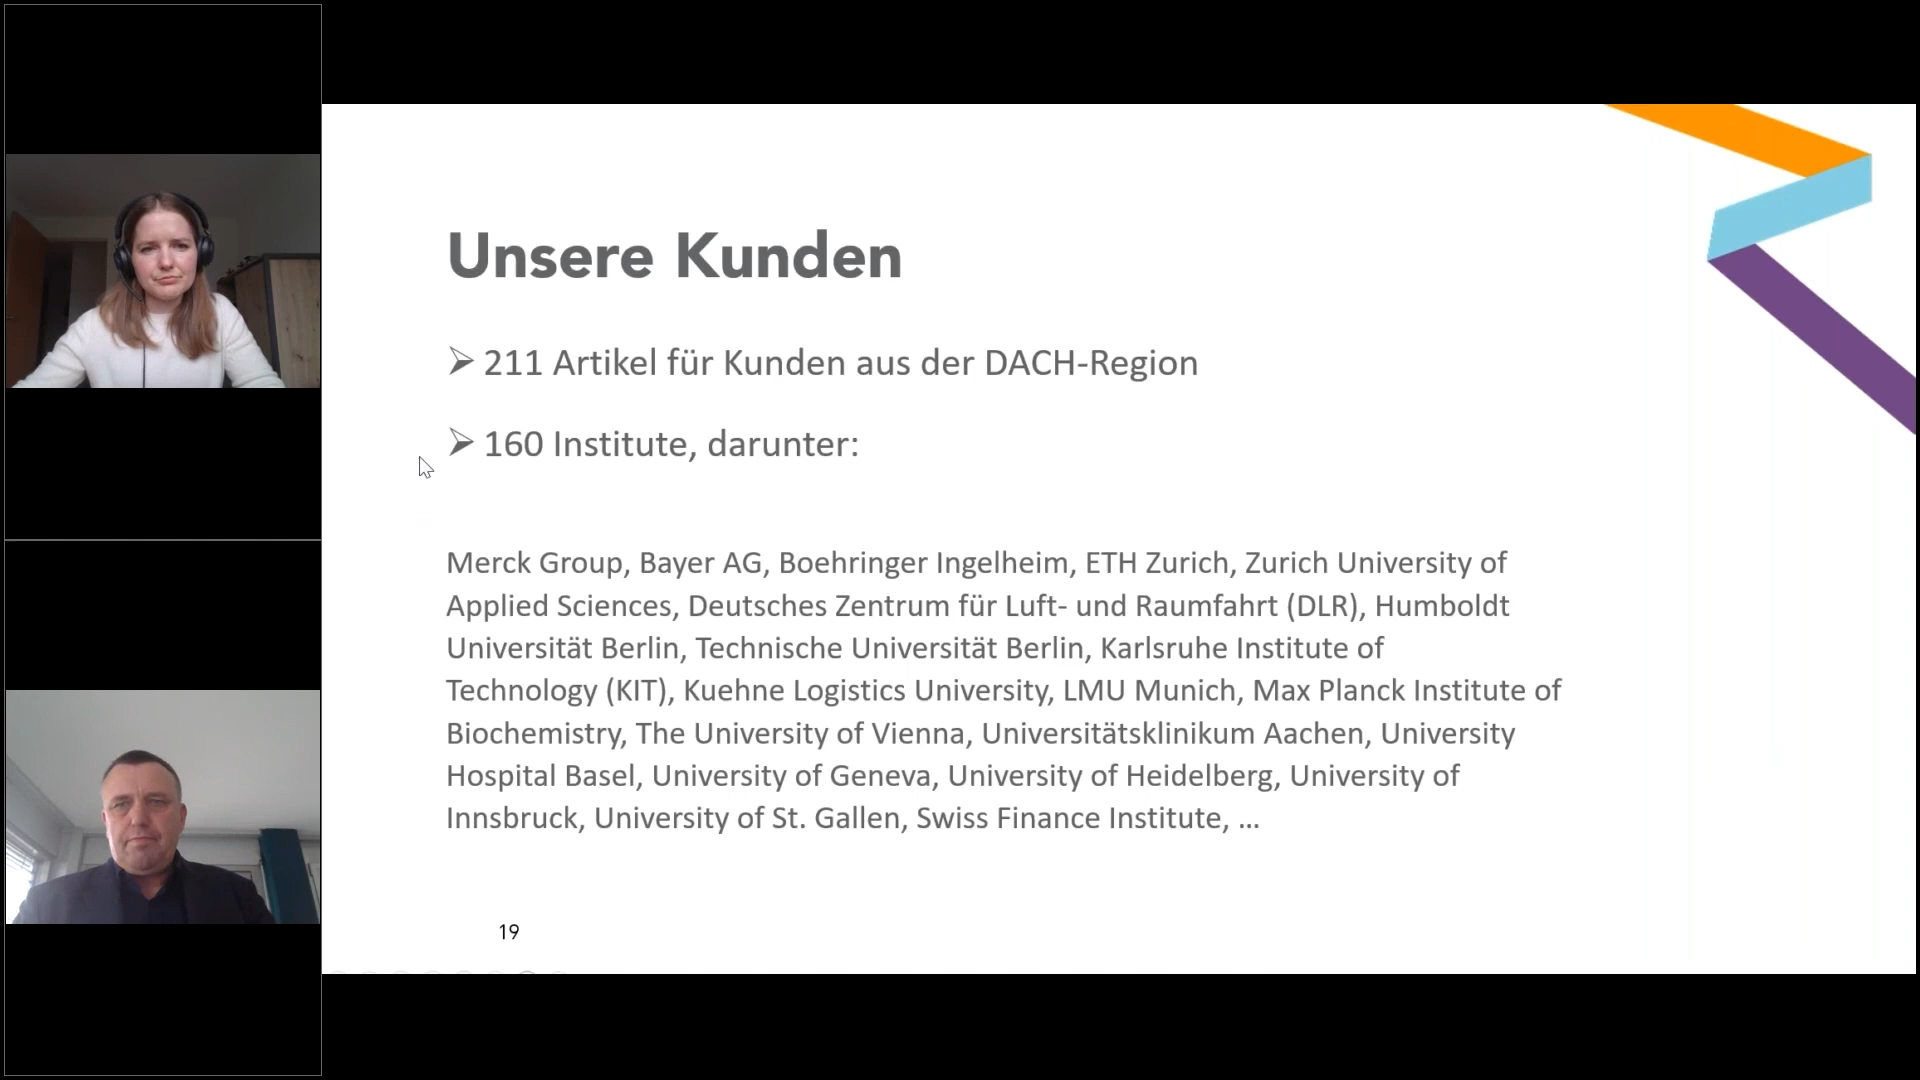 Unsere Kunden
➢ 211 Artikel für Kunden aus der DACH-Region
➢ 160 Institute, darunter:
Merck Group, Bayer AG, Boehringer Ingelheim, ETH Zurich, Zurich University of
Applied Sciences, Deutsches Zentrum für Luft- und Raumfahrt (DLR), Humboldt
Universität Berlin, Technische Universität Berlin, Karlsruhe Institute of
Technology (KIT), Kuehne Logistics University, LMU Munich, Max Planck Institute of
Biochemistry, The University of Vienna, Universitätsklinikum Aachen, University
Hospital Basel, University of Geneva, University of Heidelberg, University of
Innsbruck, University of St. Gallen, Swiss Finance Institute, ...
19